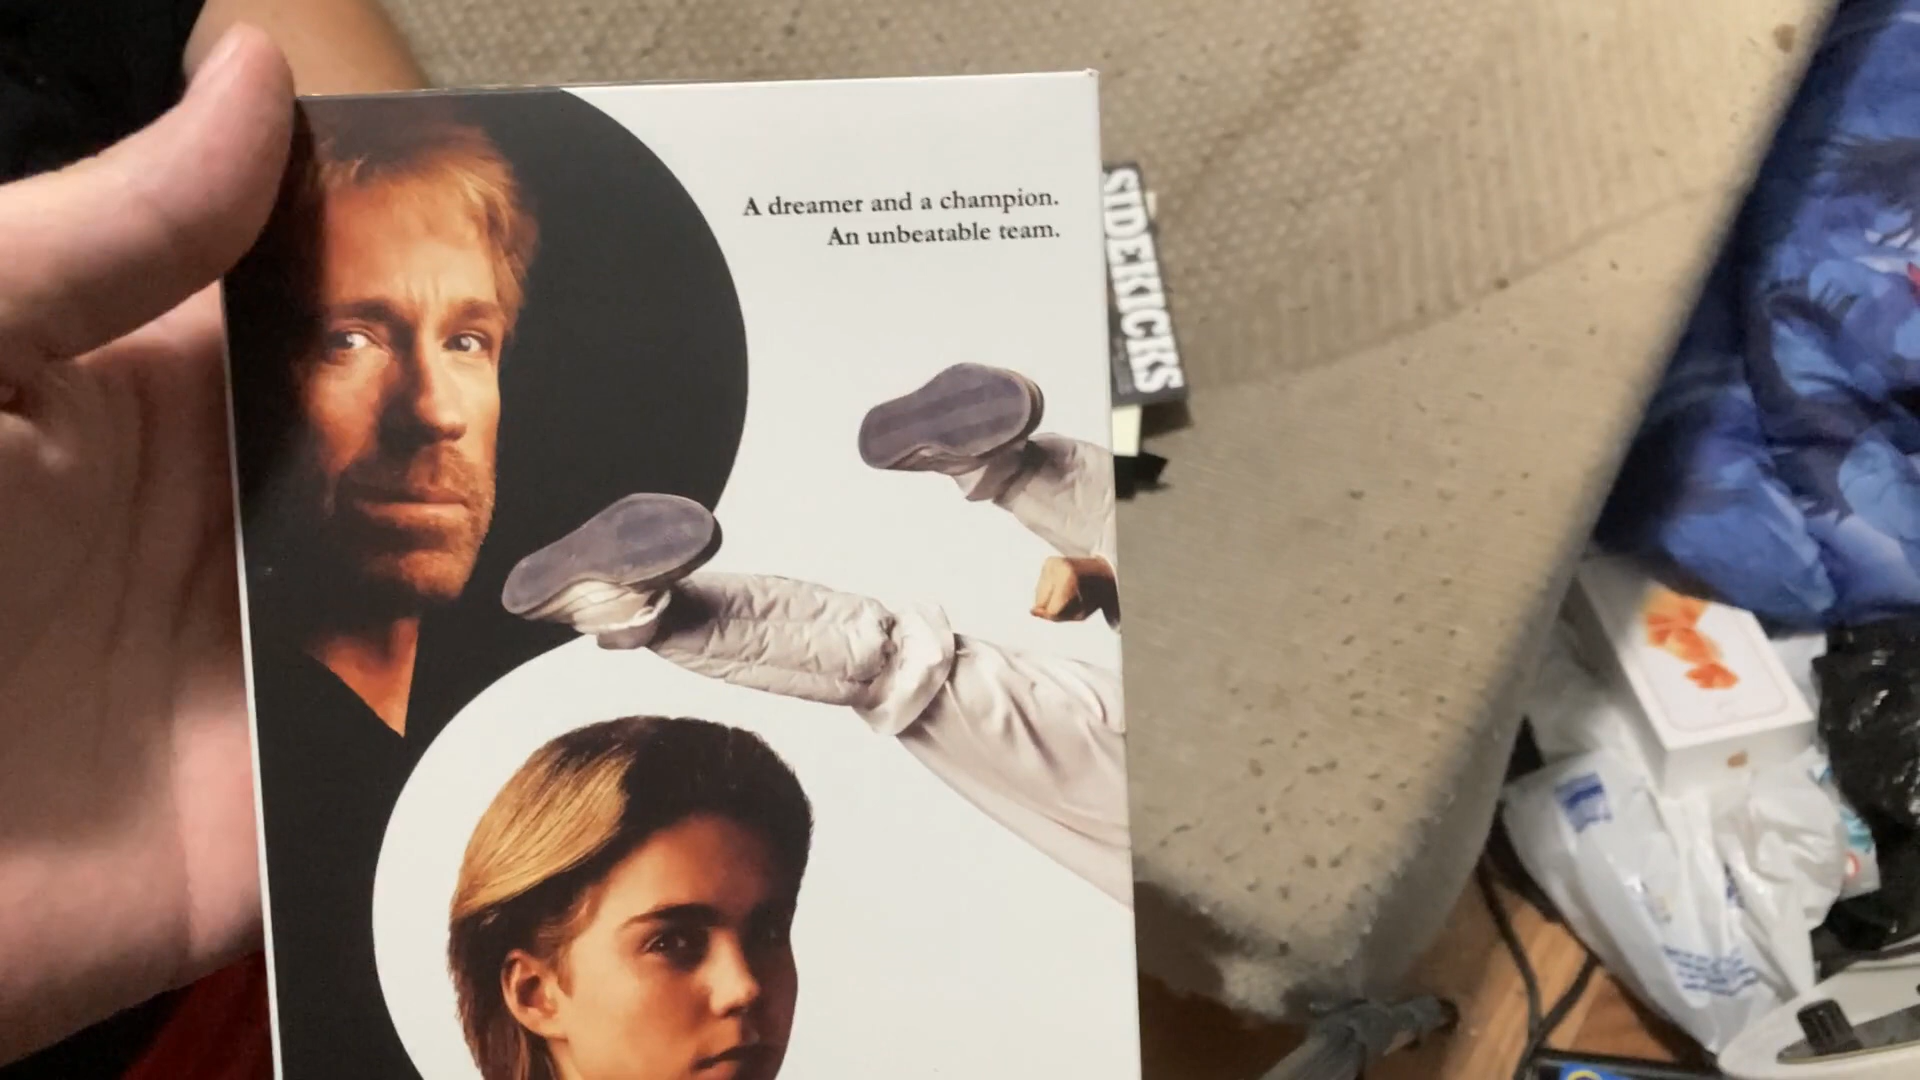 A dreamer and a champion.
An unbeatable team.
SIDEKICKS